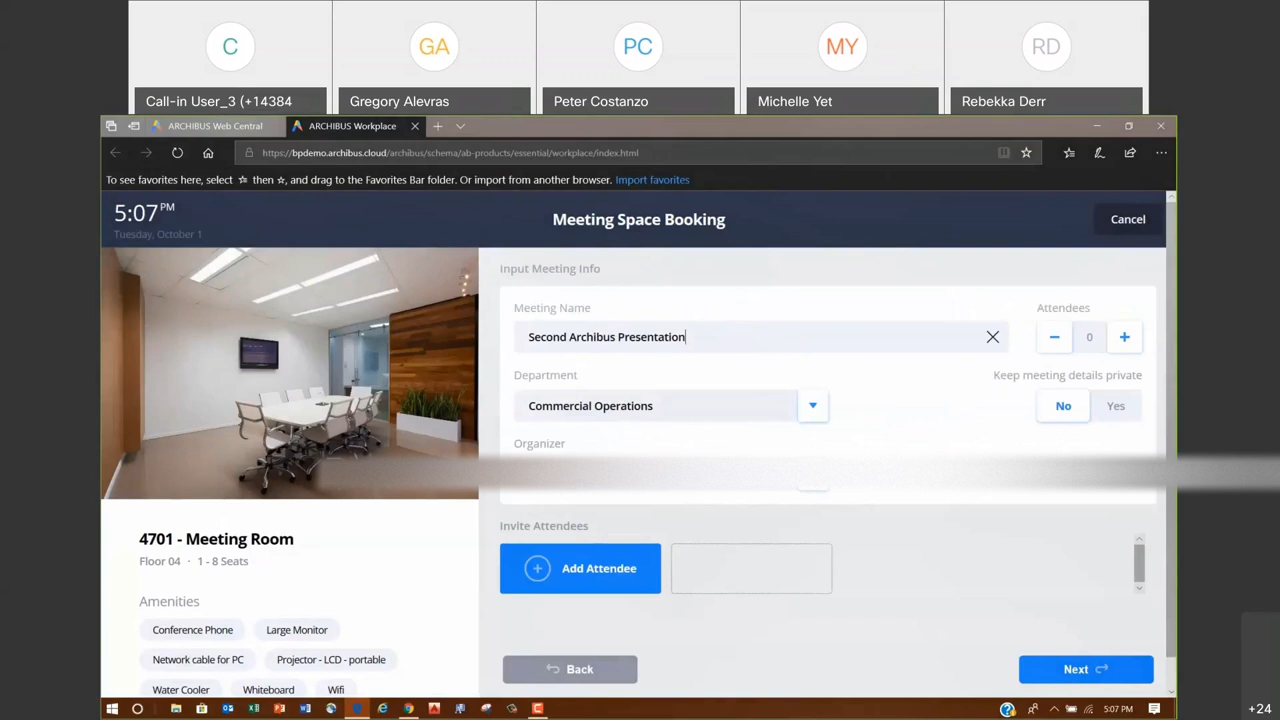 C
GA
PC
MY
RD
Call-in User_3 (+14384
Gregory Alevras
Peter Costanzo
Michelle Yet
Rebekka Derr
ARCHIBUS Web Central
ARCHIBUS Workplace
https://bpdemo.archibus.cloud/archibus/schema/ab-products/essential/workplace/index.html
To see favorites here, select ☆ then ☆, and drag to the Favorites Bar folder. Or import from another browser. Import favorites
5:07 PM
Tuesday, October 1
Meeting Space Booking
Cancel
Input Meeting Info
Meeting Name
Attendees
Second Archibus Presentation
0
Department
Keep meeting details private
Commercial Operations
No
Yes
Organizer
Invite Attendees
Add Attendee
4701 - Meeting Room
Floor 04 · 1 - 8 Seats
Amenities
Conference Phone
Large Monitor
Network cable for PC
Projector - LCD - portable
Water Cooler
Whiteboard
Wifi
Back
Next
5:07 PM
+24